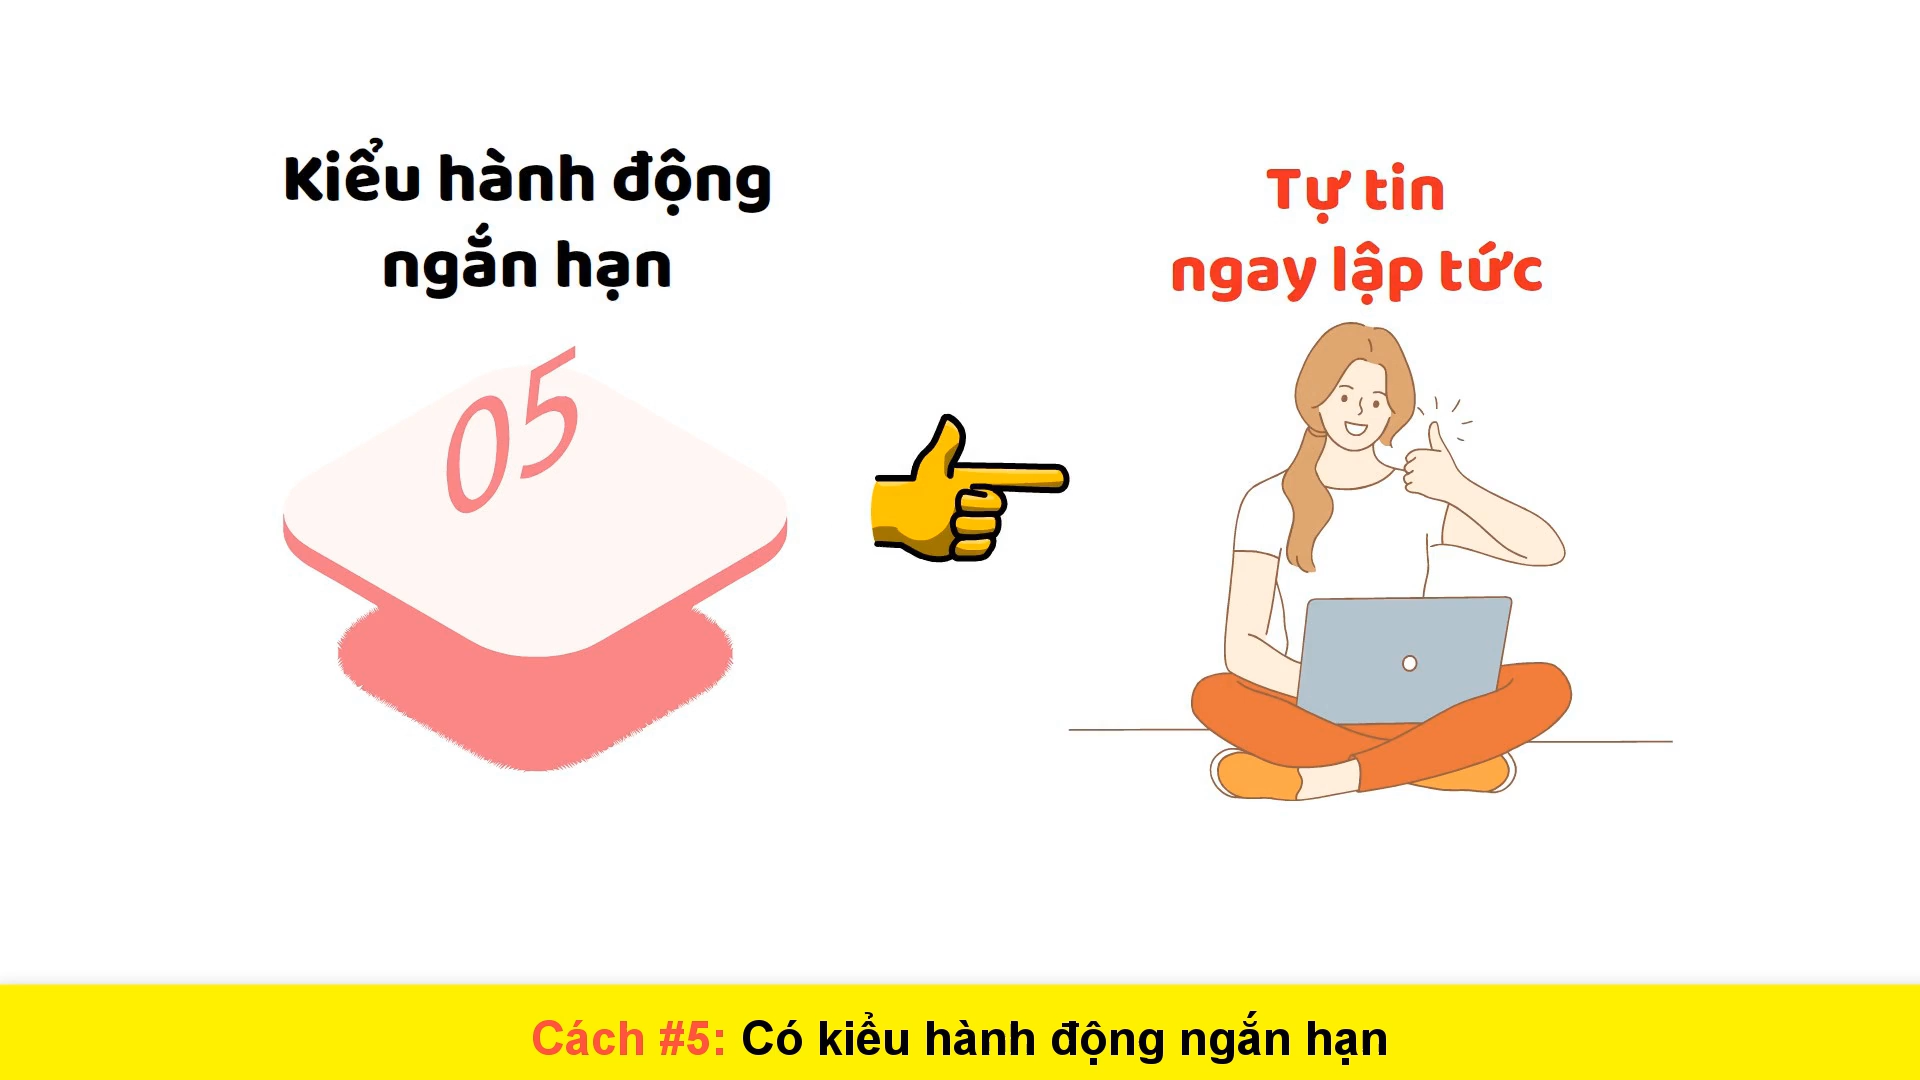 Kiểu hành động
ngắn hạn
Tự tin
ngay lập tức
05
Cách #5: Có kiểu hành động ngắn hạn